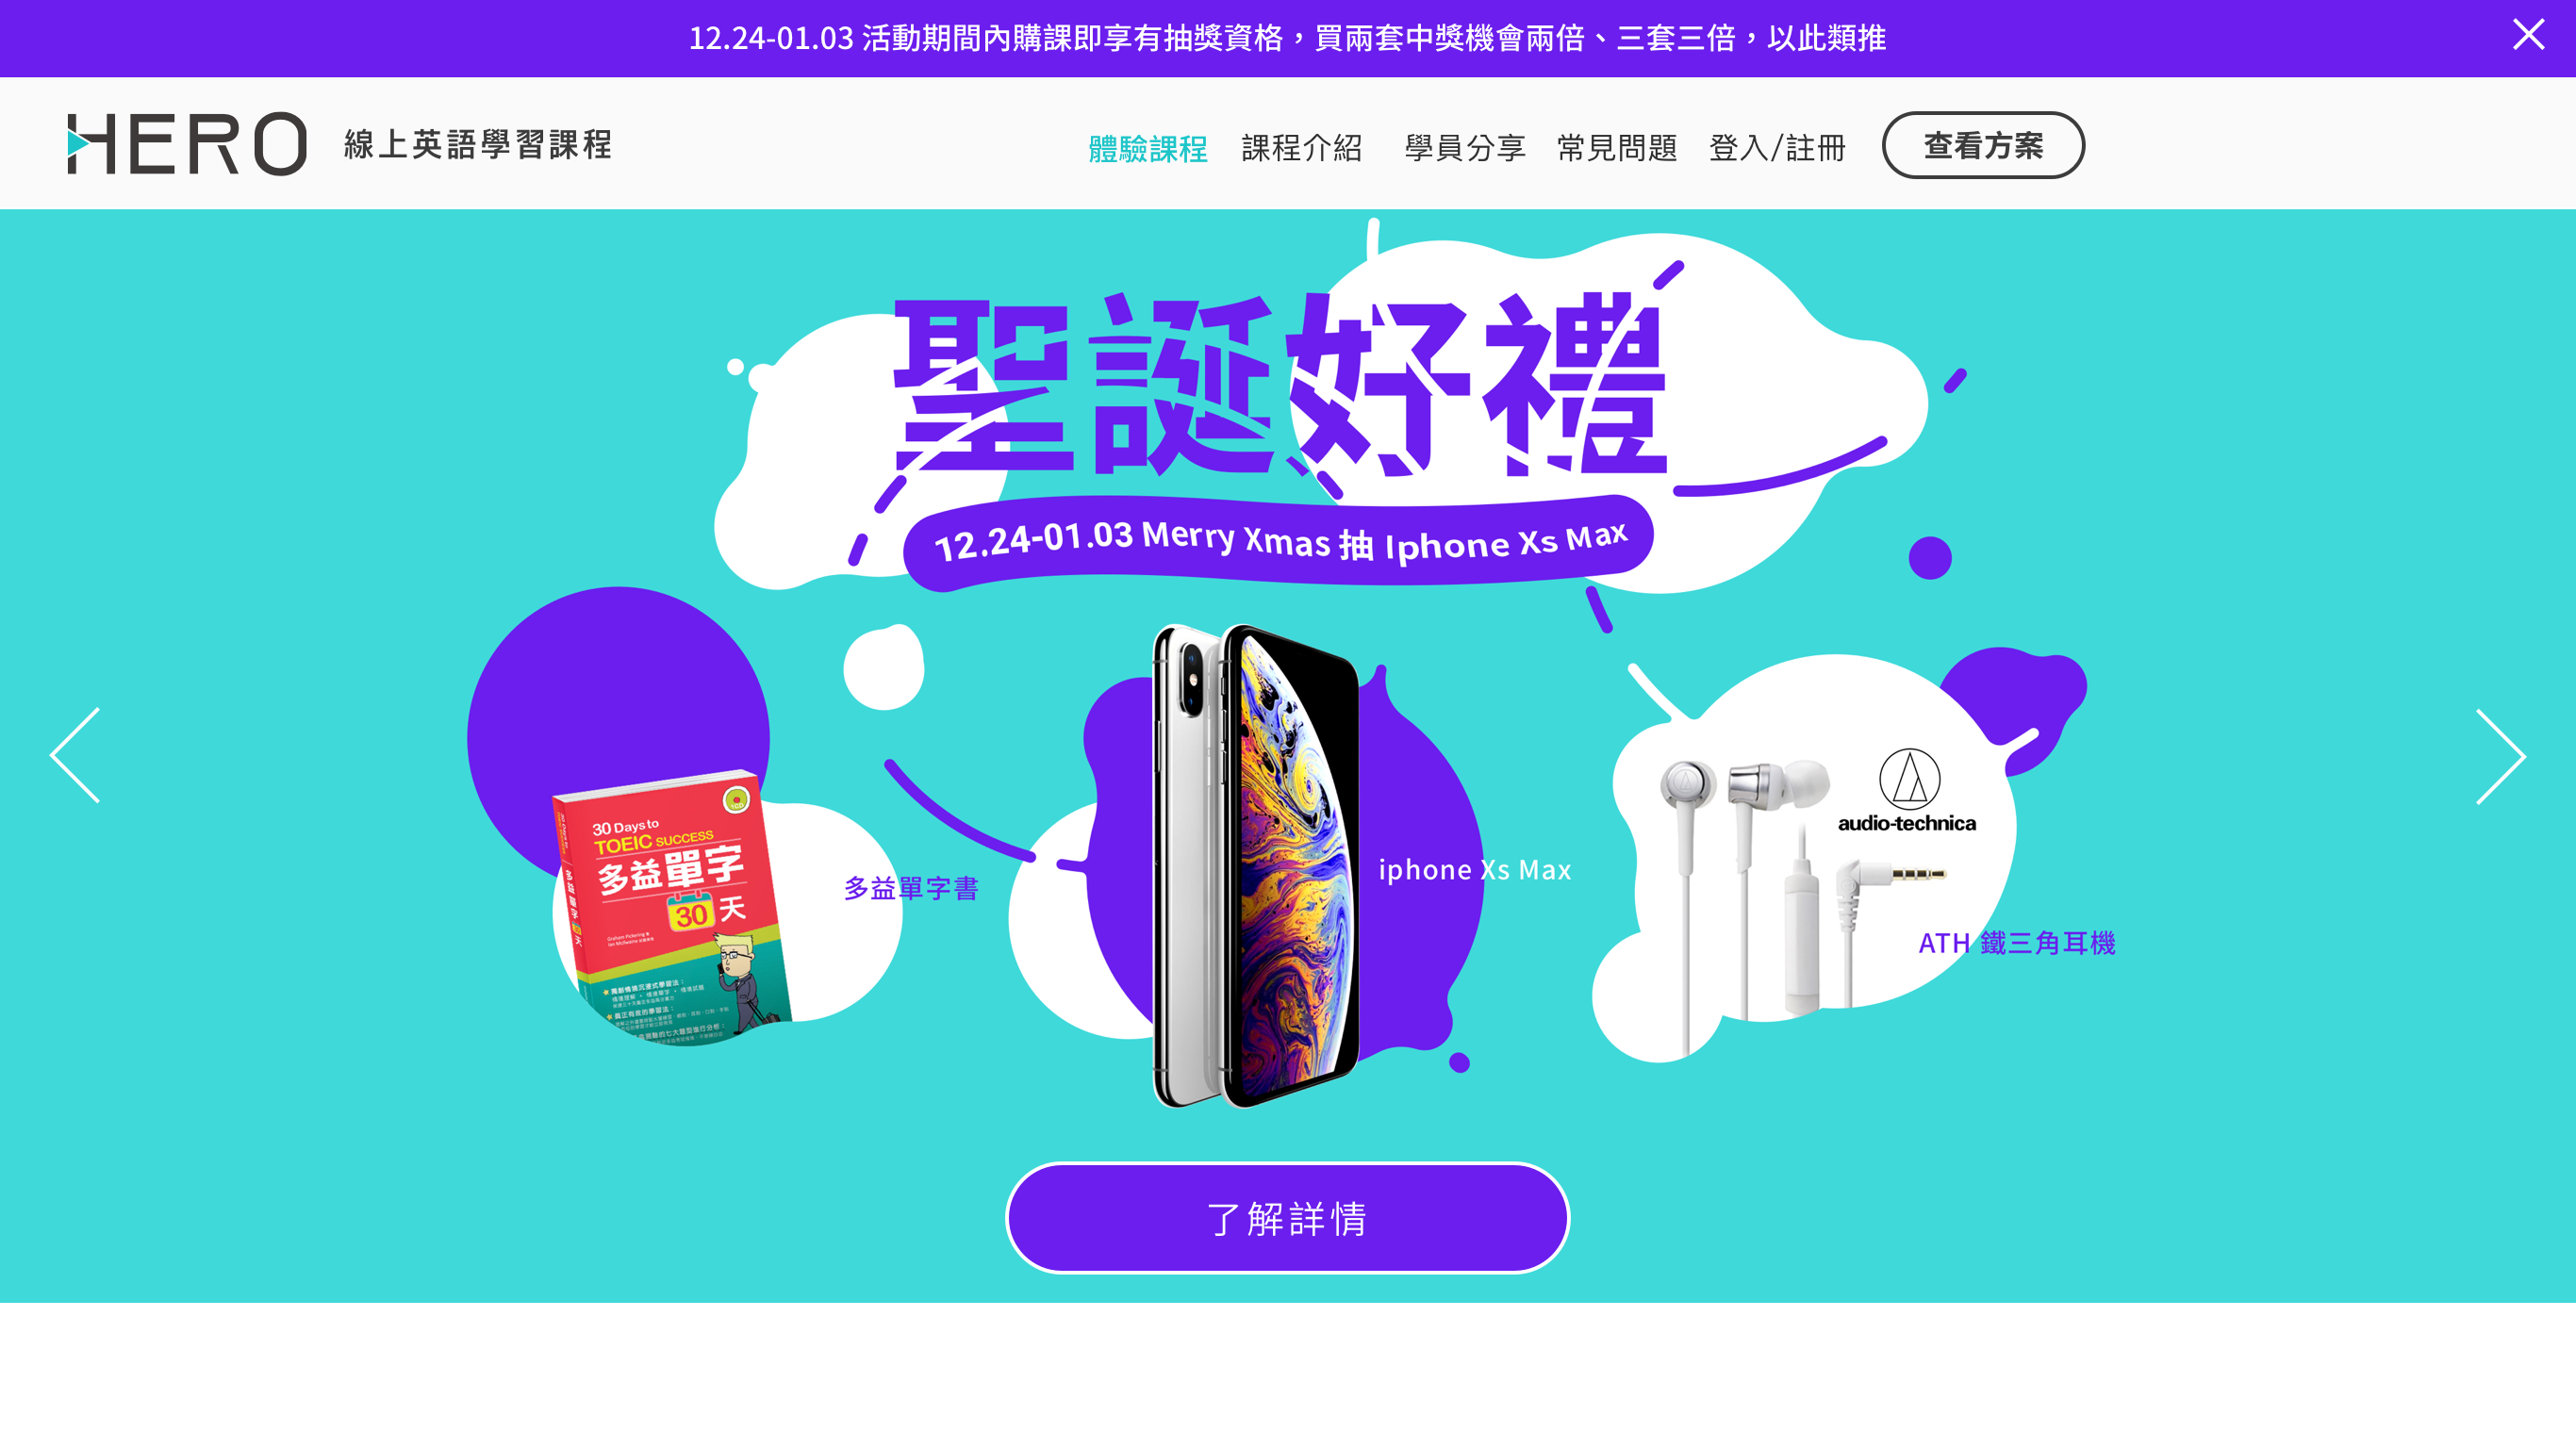 12.24-01.03 活動期間內購課即享有抽獎資格，買兩套中獎機會兩倍、三套三倍，以此類推
HERO 線上英語學習課程
體驗課程 課程介紹 學員分享 常見問題 登入/註冊 查看方案
聖誕好禮
12.24-01.03 Merry Xmas 抽 Iphone Xs Max
30 Days to
TOEIC SUCCESS
多益單字
30天
多益單字書
iphone Xs Max
audio-technica
ATH 鐵三角耳機
了解詳情